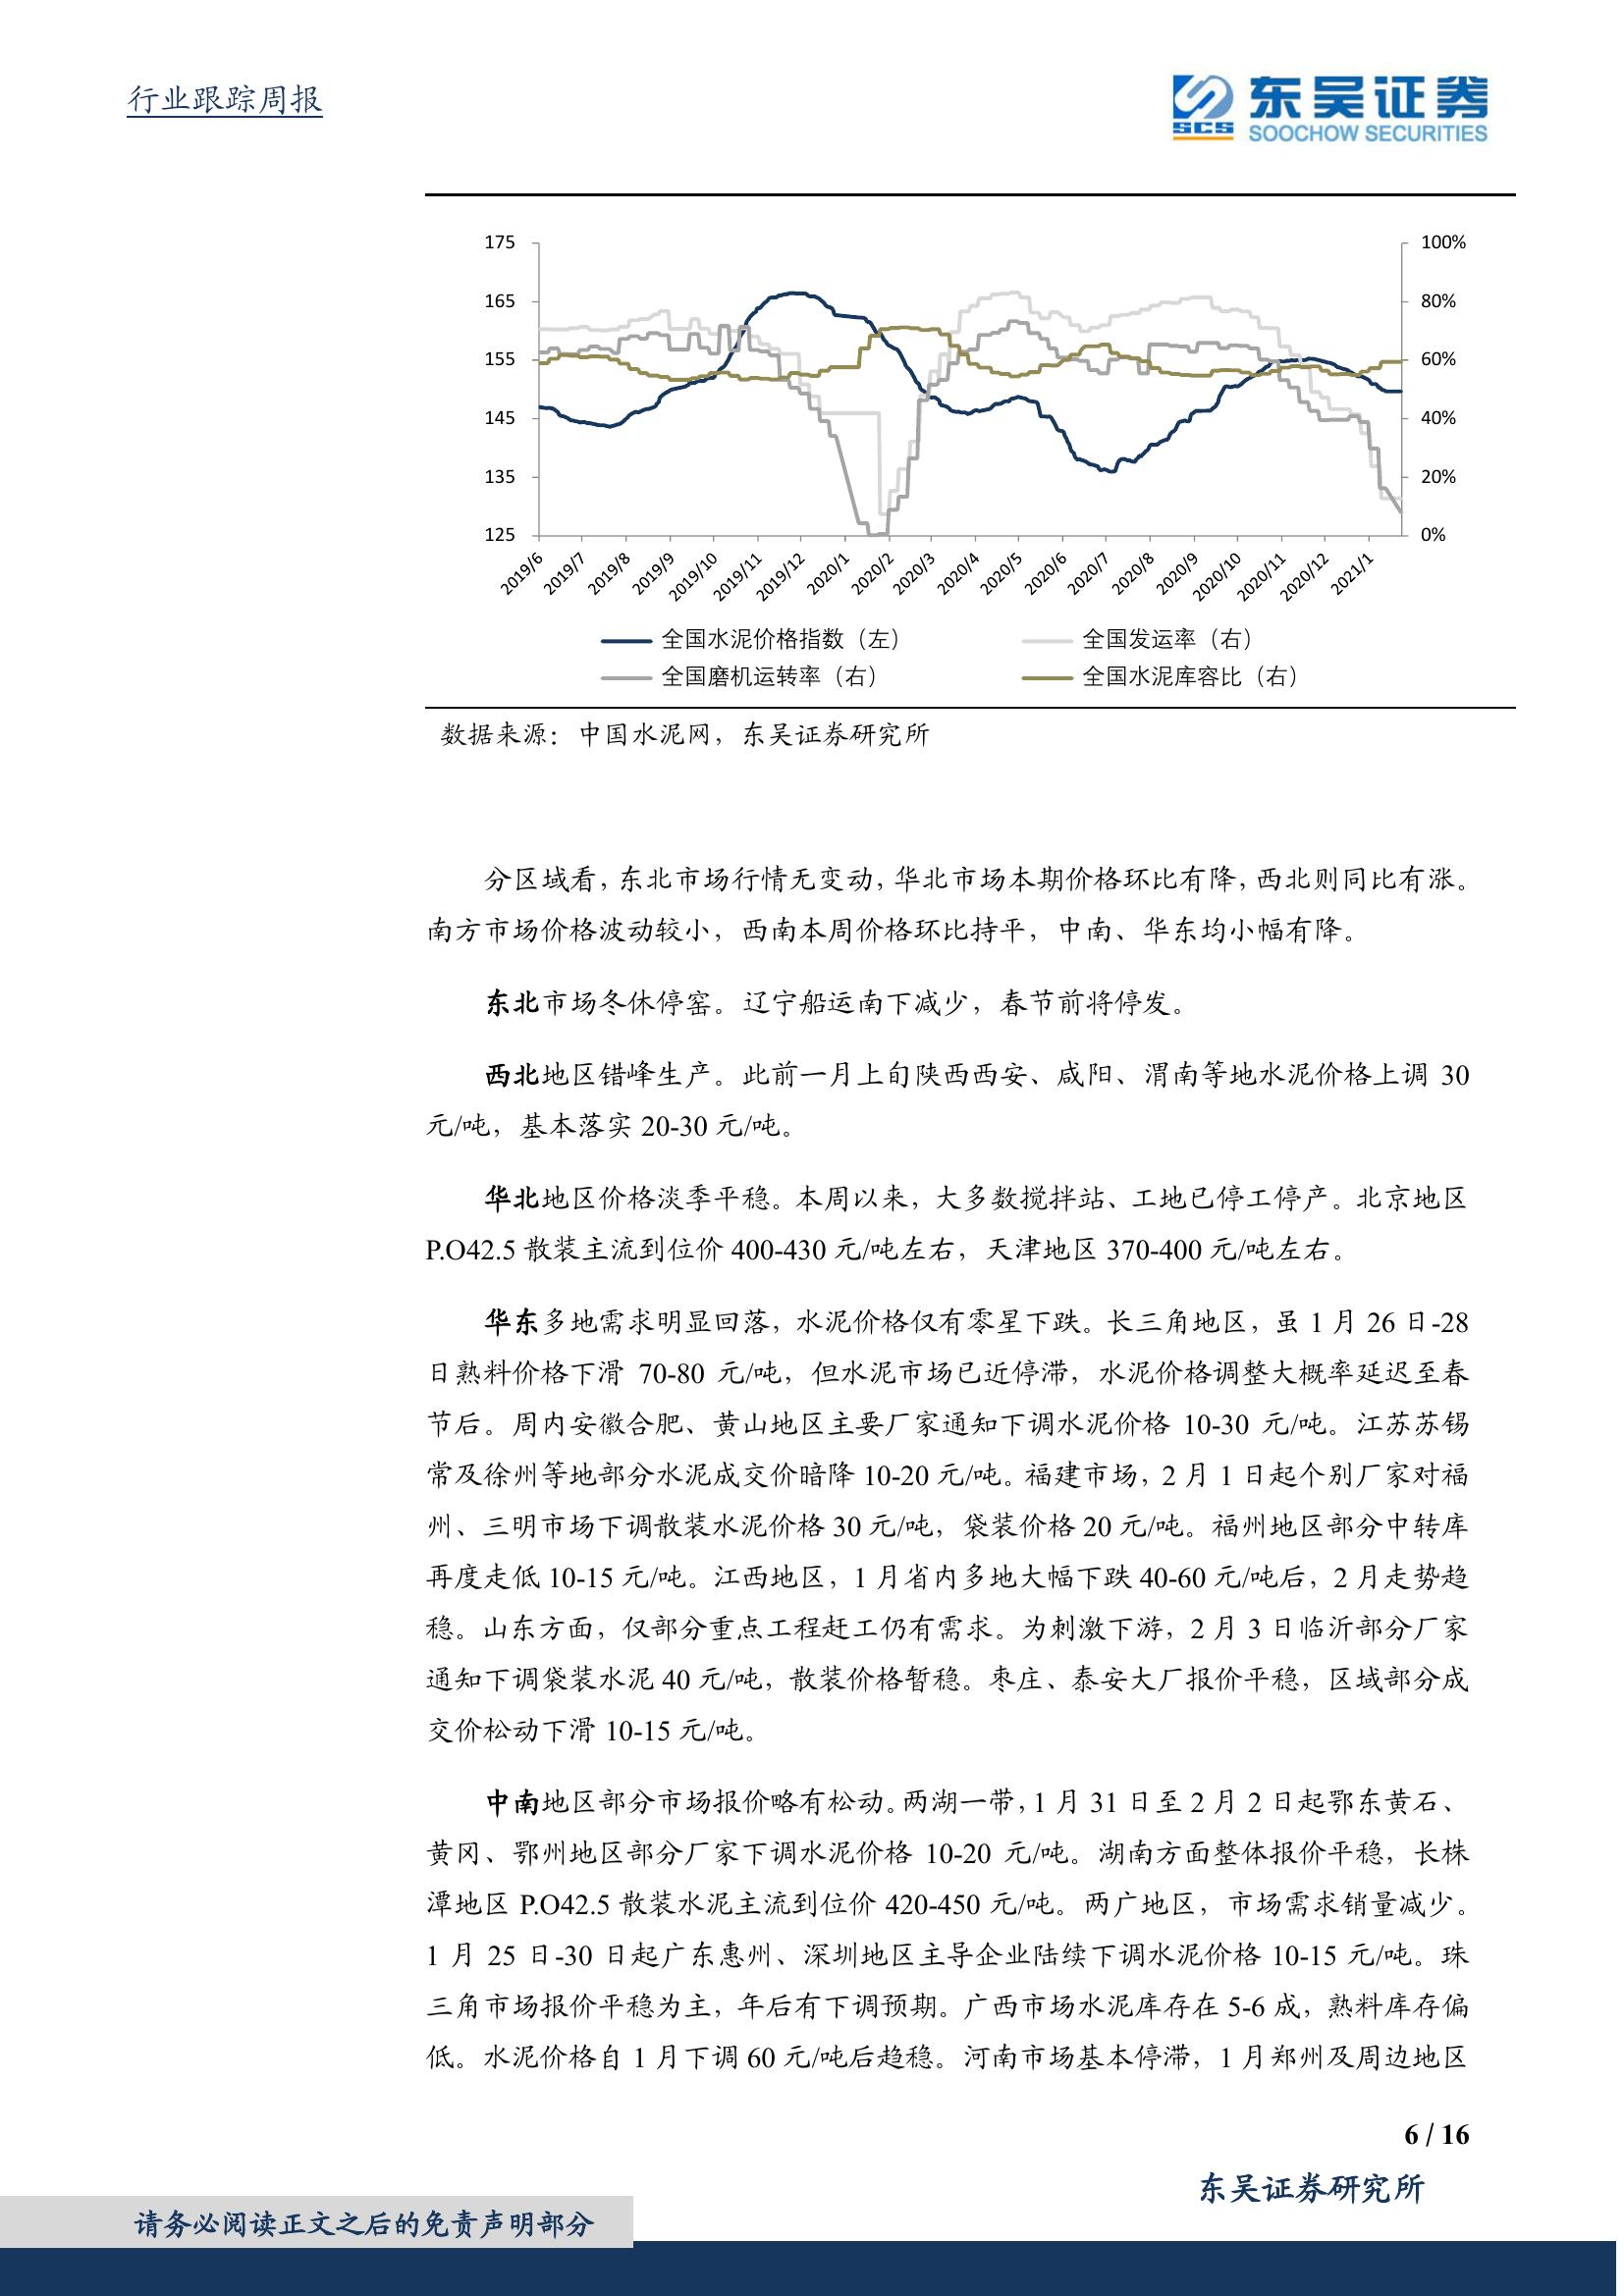 行业跟踪周报
东吴证券
SCS
SOOCHOW SECURITIES
175
165
155
145
135
125
100%
80%
60%
40%
20%
0%
2019/6
2019/7
2019/8
2019/9
2019/10
2019/11
2019/12
2020/1
2020/2
2020/3
2020/4
2020/5
2020/6
2020/7
2020/8
2020/9
2020/10
2020/11
2020/12
2021/1
全国水泥价格指数（左）
全国发运率（右）
全国磨机运转率（右）
全国水泥库容比（右）
数据来源：中国水泥网，东吴证券研究所
分区域看，东北市场行情无变动，华北市场本期价格环比有降，西北则同比有涨。
南方市场价格波动较小，西南本周价格环比持平，中南、华东均小幅有降。
东北市场冬休停窑。辽宁船运南下减少，春节前将停发。
西北地区错峰生产。此前一月上旬陕西西安、咸阳、渭南等地水泥价格上调 30
元/吨，基本落实 20-30 元/吨。
华北地区价格淡季平稳。本周以来，大多数搅拌站、工地已停工停产。北京地区
P.O42.5 散装主流到位价 400-430 元/吨左右，天津地区 370-400 元/吨左右。
华东多地需求明显回落，水泥价格仅有零星下跌。长三角地区，虽 1 月 26 日-28
日熟料价格下滑 70-80 元/吨，但水泥市场已近停滞，水泥价格调整大概率延迟至春
节后。周内安徽合肥、黄山地区主要厂家通知下调水泥价格 10-30 元/吨。江苏苏锡
常及徐州等地部分水泥成交价暗降 10-20 元/吨。福建市场，2 月 1 日起个别厂家对福
州、三明市场下调散装水泥价格 30 元/吨，袋装价格 20 元/吨。福州地区部分中转库
再度走低 10-15 元/吨。江西地区，1 月省内多地大幅下跌 40-60 元/吨后，2 月走势趋
稳。山东方面，仅部分重点工程赶工仍有需求。为刺激下游，2 月 3 日临沂部分厂家
通知下调袋装水泥 40 元/吨，散装价格暂稳。枣庄、泰安大厂报价平稳，区域部分成
交价松动下滑 10-15 元/吨。
中南地区部分市场报价略有松动。两湖一带，1 月 31 日至 2 月 2 日起鄂东黄石、
黄冈、鄂州地区部分厂家下调水泥价格 10-20 元/吨。湖南方面整体报价平稳，长株
潭地区 P.O42.5 散装水泥主流到位价 420-450 元/吨。两广地区，市场需求销量减少。
1 月 25 日-30 日起广东惠州、深圳地区主导企业陆续下调水泥价格 10-15 元/吨。珠
三角市场报价平稳为主，年后有下调预期。广西市场水泥库存在 5-6 成，熟料库存偏
低。水泥价格自 1 月下调 60 元/吨后趋稳。河南市场基本停滞，1 月郑州及周边地区
6 / 16
东吴证券研究所
请务必阅读正文之后的免责声明部分